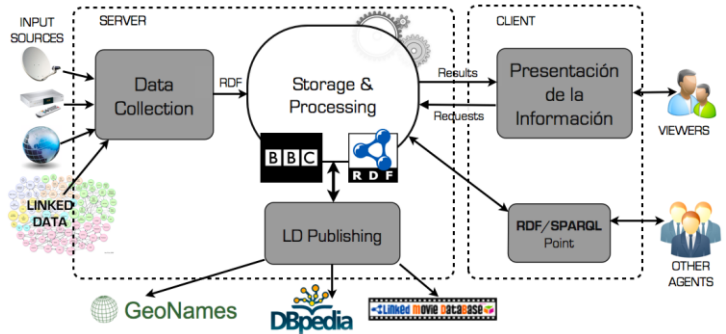 INPUT
SOURCES
SERVER
CLIENT
Data
Collection
RDF
Storage &
Processing
Results
Requests
Presentación
de la
Información
VIEWERS
BBC
RDF
LINKED
DATA
LD Publishing
RDF/SPARQL
Point
OTHER
AGENTS
GeoNames
DBpedia
Linked Movie DataBase